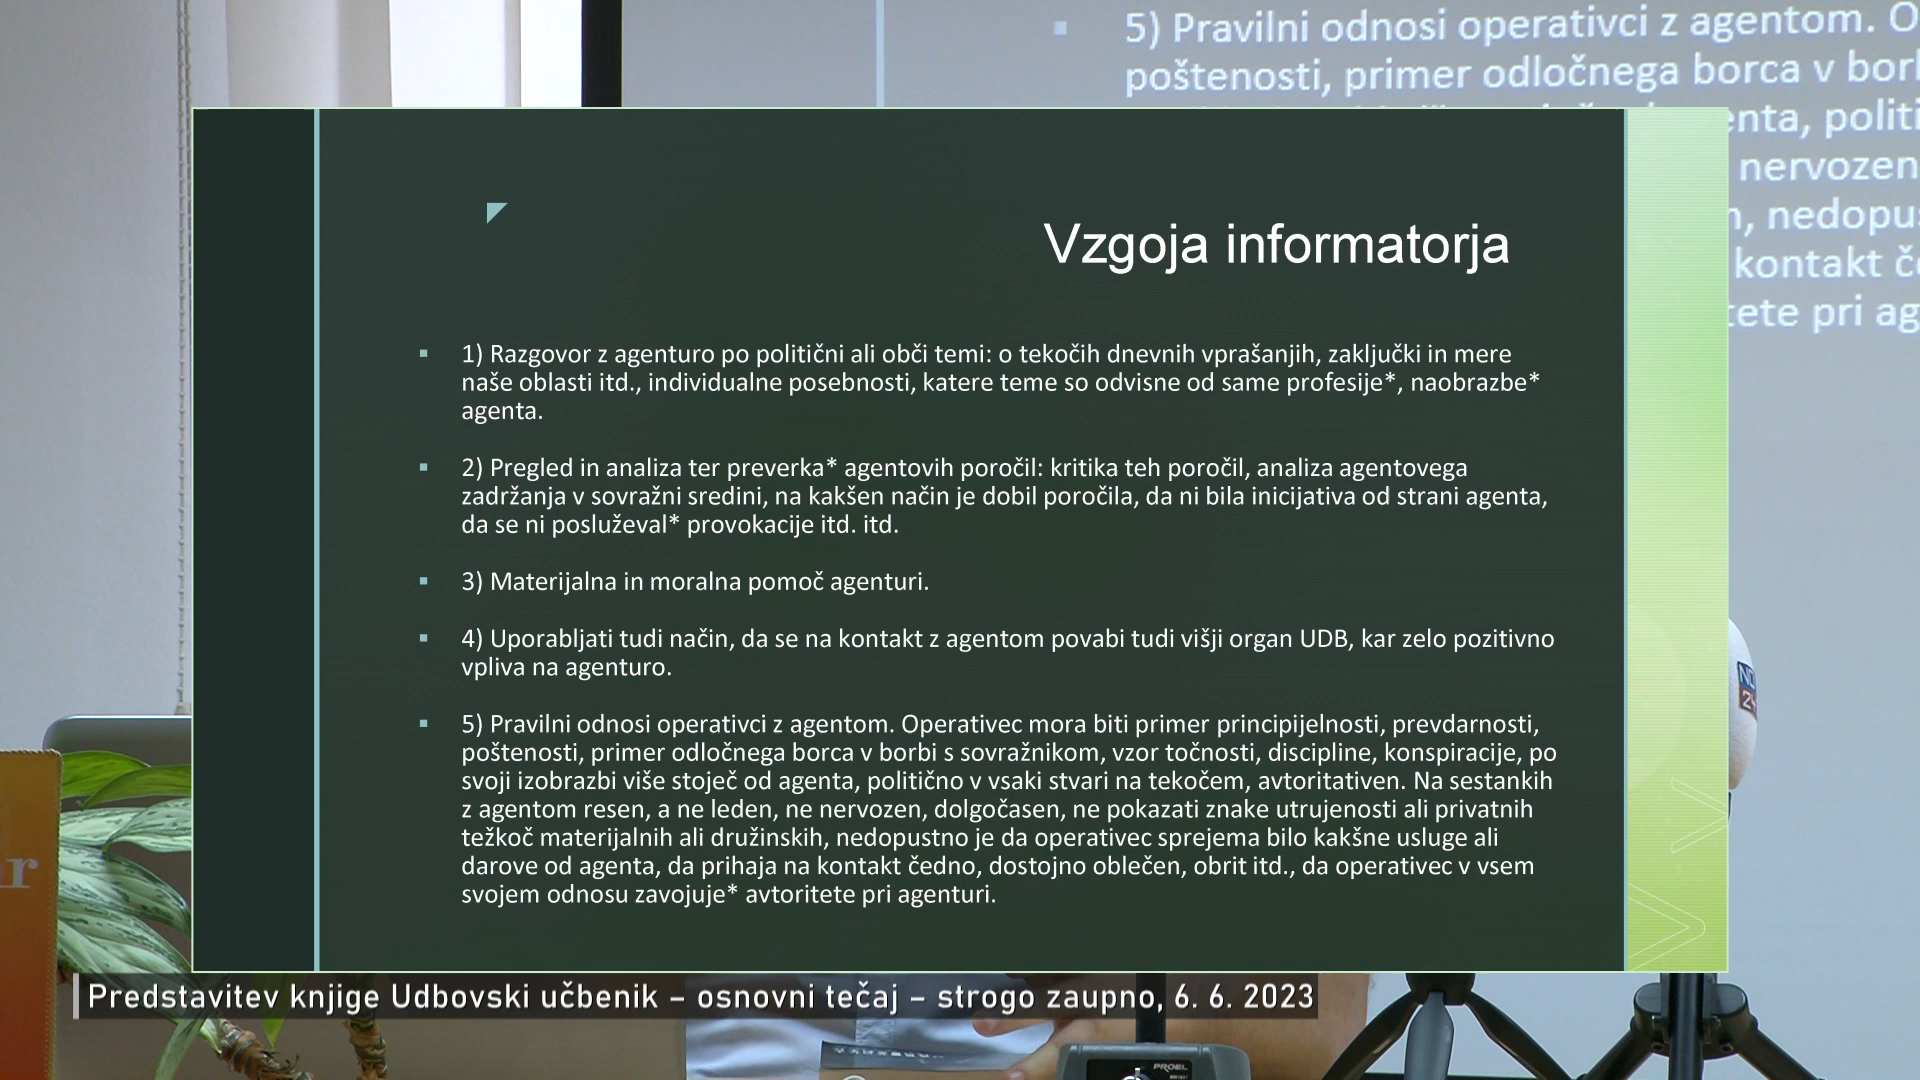 5) Pravilni odnosi operativci z agentom. O
poštenosti, primer odločnega borca v bor
enta, politi
nervozen
, nedopu
kontakt č
tete pri ag
Vzgoja informatorja
1) Razgovor z agenturo po politični ali obči temi: o tekočih dnevnih vprašanjih, zaključki in mere
naše oblasti itd., individualne posebnosti, katere teme so odvisne od same profesije*, naobrazbe*
agenta.
2) Pregled in analiza ter preverka* agentovih poročil: kritika teh poročil, analiza agentovega
zadržanja v sovražni sredini, na kakšen način je dobil poročila, da ni bila inicijativa od strani agenta,
da se ni posluževal* provokacije itd. itd.
3) Materijalna in moralna pomoč agenturi.
4) Uporabljati tudi način, da se na kontakt z agentom povabi tudi višji organ UDB, kar zelo pozitivno
vpliva na agenturo.
5) Pravilni odnosi operativci z agentom. Operativec mora biti primer principijelnosti, prevdarnosti,
poštenosti, primer odločnega borca v borbi s sovražnikom, vzor točnosti, discipline, konspiracije, po
svoji izobrazbi više stoječ od agenta, politično v vsaki stvari na tekočem, avtoritativen. Na sestankih
z agentom resen, a ne leden, ne nervozen, dolgočasen, ne pokazati znake utrujenosti ali privatnih
težkoč materijalnih ali družinskih, nedopustno je da operativec sprejema bilo kakšne usluge ali
darove od agenta, da prihaja na kontakt čedno, dostojno oblečen, obrit itd., da operativec v vsem
svojem odnosu zavojuje* avtoritete pri agenturi.
Predstavitev knjige Udbovski učbenik – osnovni tečaj – strogo zaupno, 6. 6. 2023
PROEL